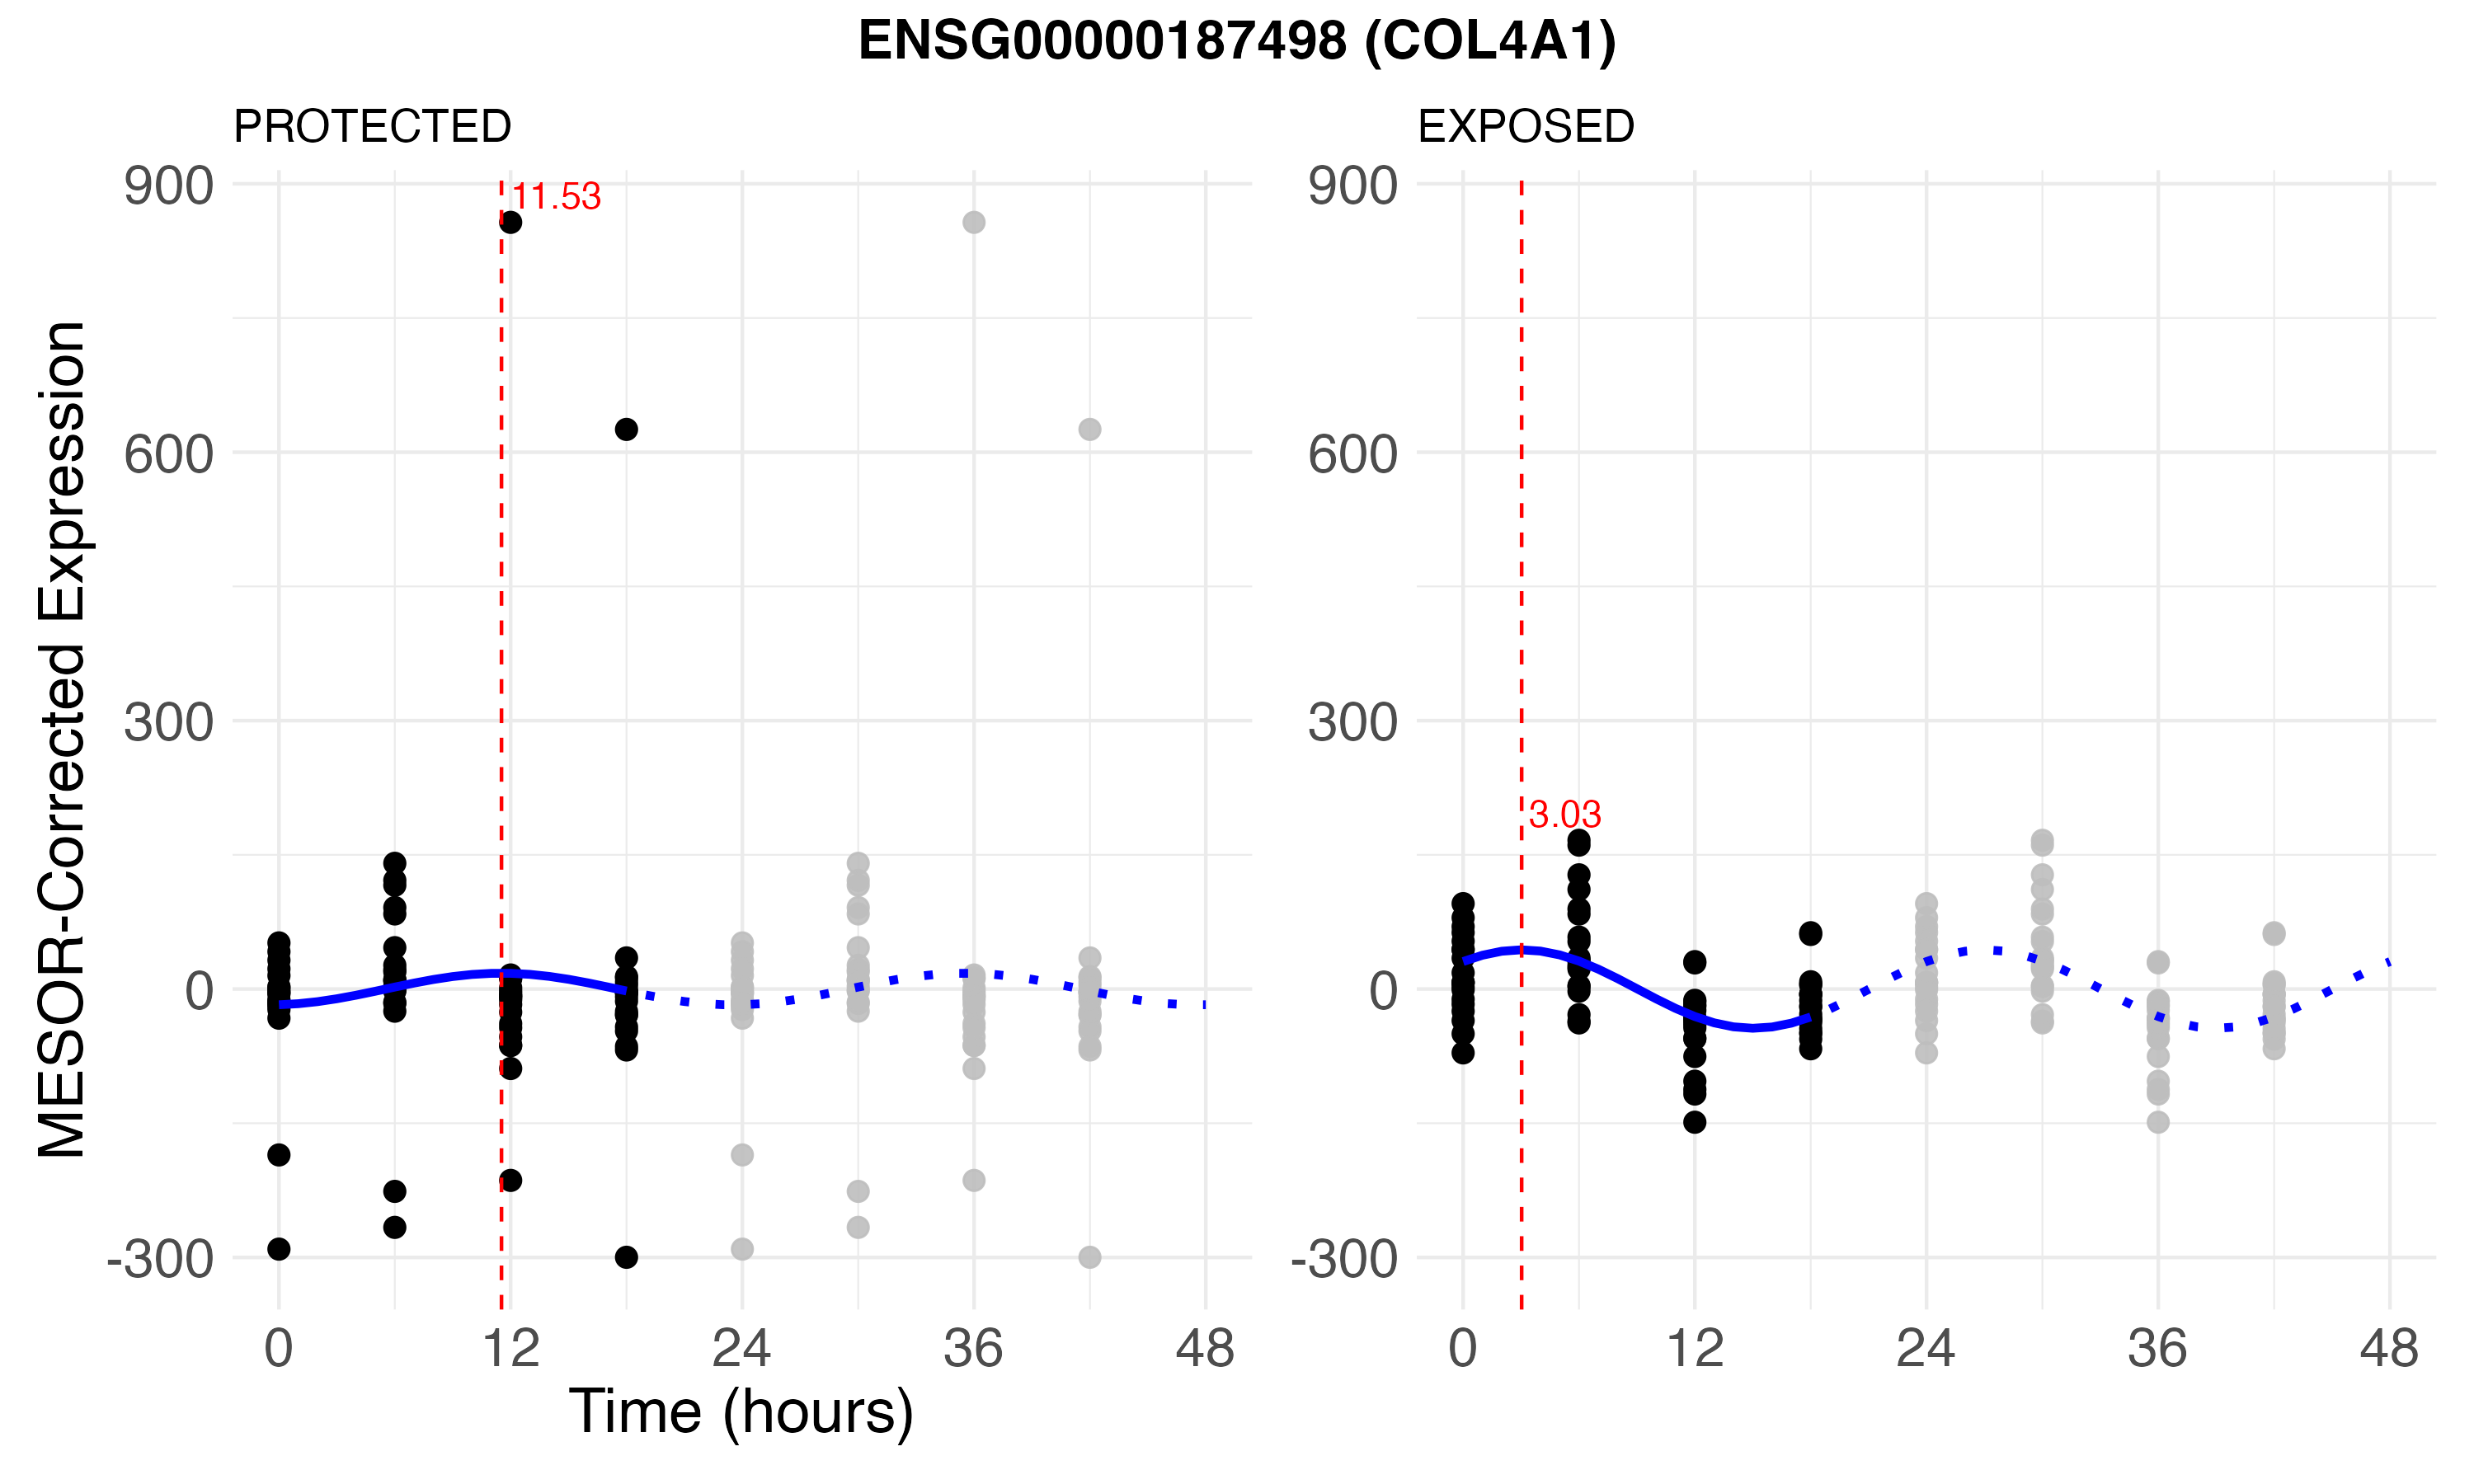 ENSG00000187498 (COL4A1)
PROTECTED
EXPOSED
MESOR-Corrected Expression
900
600
300
0
-300
11.53
0 12 24 36 48
900
600
300
0
-300
3.03
0 12 24 36 48
Time (hours)